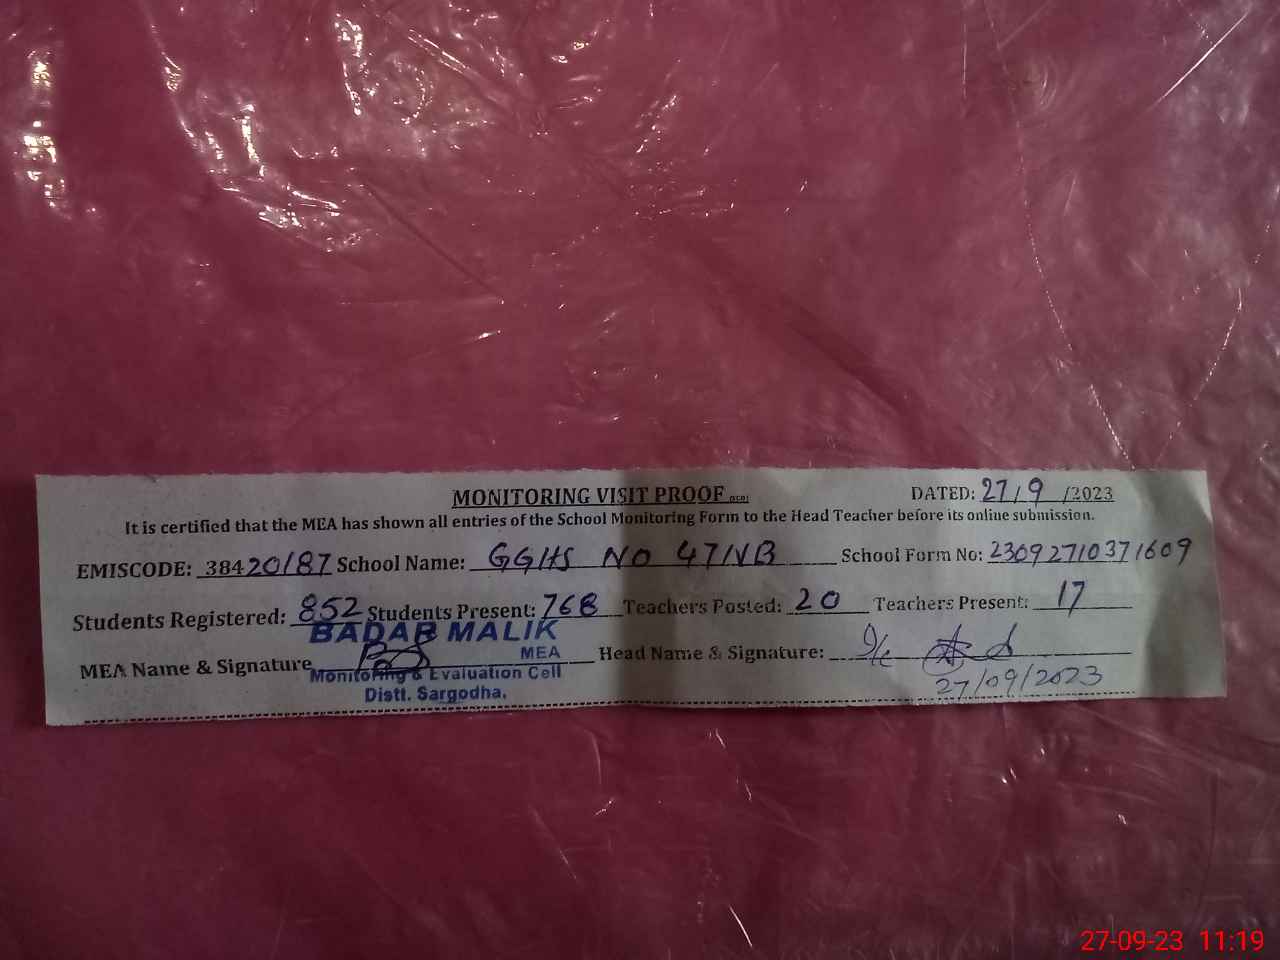 MONITORING VISIT PROOF
DATED: 27/9/2023
It is certified that the MEA has shown all entries of the School Monitoring Form to the Head Teacher before its online submission.
EMISCODE: 38420187 School Name: GGHS NO 47/NB School Form No: 23092710371609
Students Registered: 852 Students Present: 768 Teachers Posted: 20 Teachers Present: 17
BADAR MALIK
MEA
MEA Name & Signature Head Name & Signature: I/c
Monitoring & Evaluation Cell
Distt. Sargodha.
27/09/2023
27-09-23 11:19